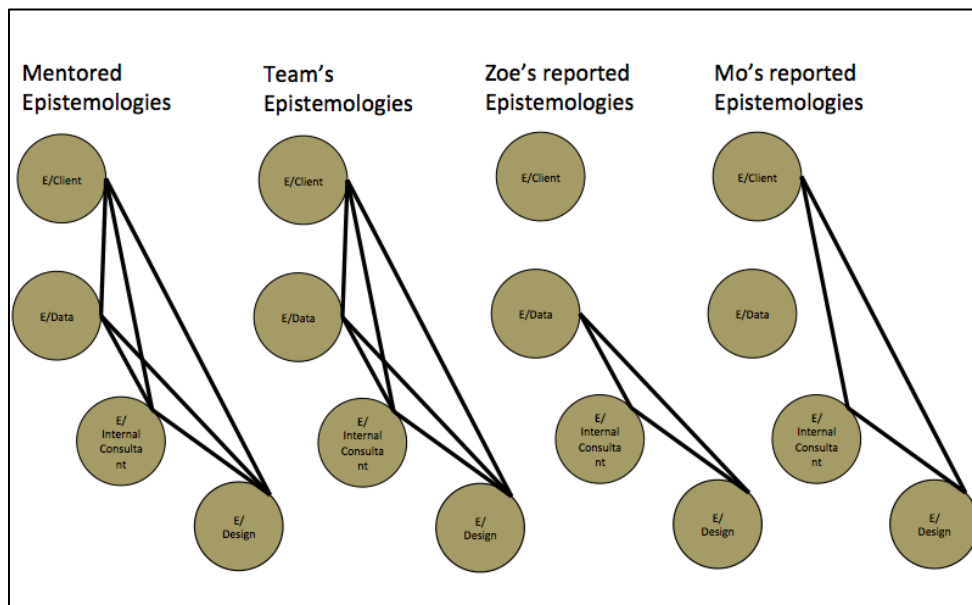 Mentored
Epistemologies
Team's
Epistemologies
Zoe's reported
Epistemologies
Mo's reported
Epistemologies
E/Client
E/Client
E/Client
E/Client
E/Data
E/Data
E/Data
E/Data
E/
Internal
Consulta
nt
E/
Internal
Consulta
nt
E/
Internal
Consulta
nt
E/
Internal
Consulta
nt
E/
Design
E/
Design
E/
Design
E/
Design